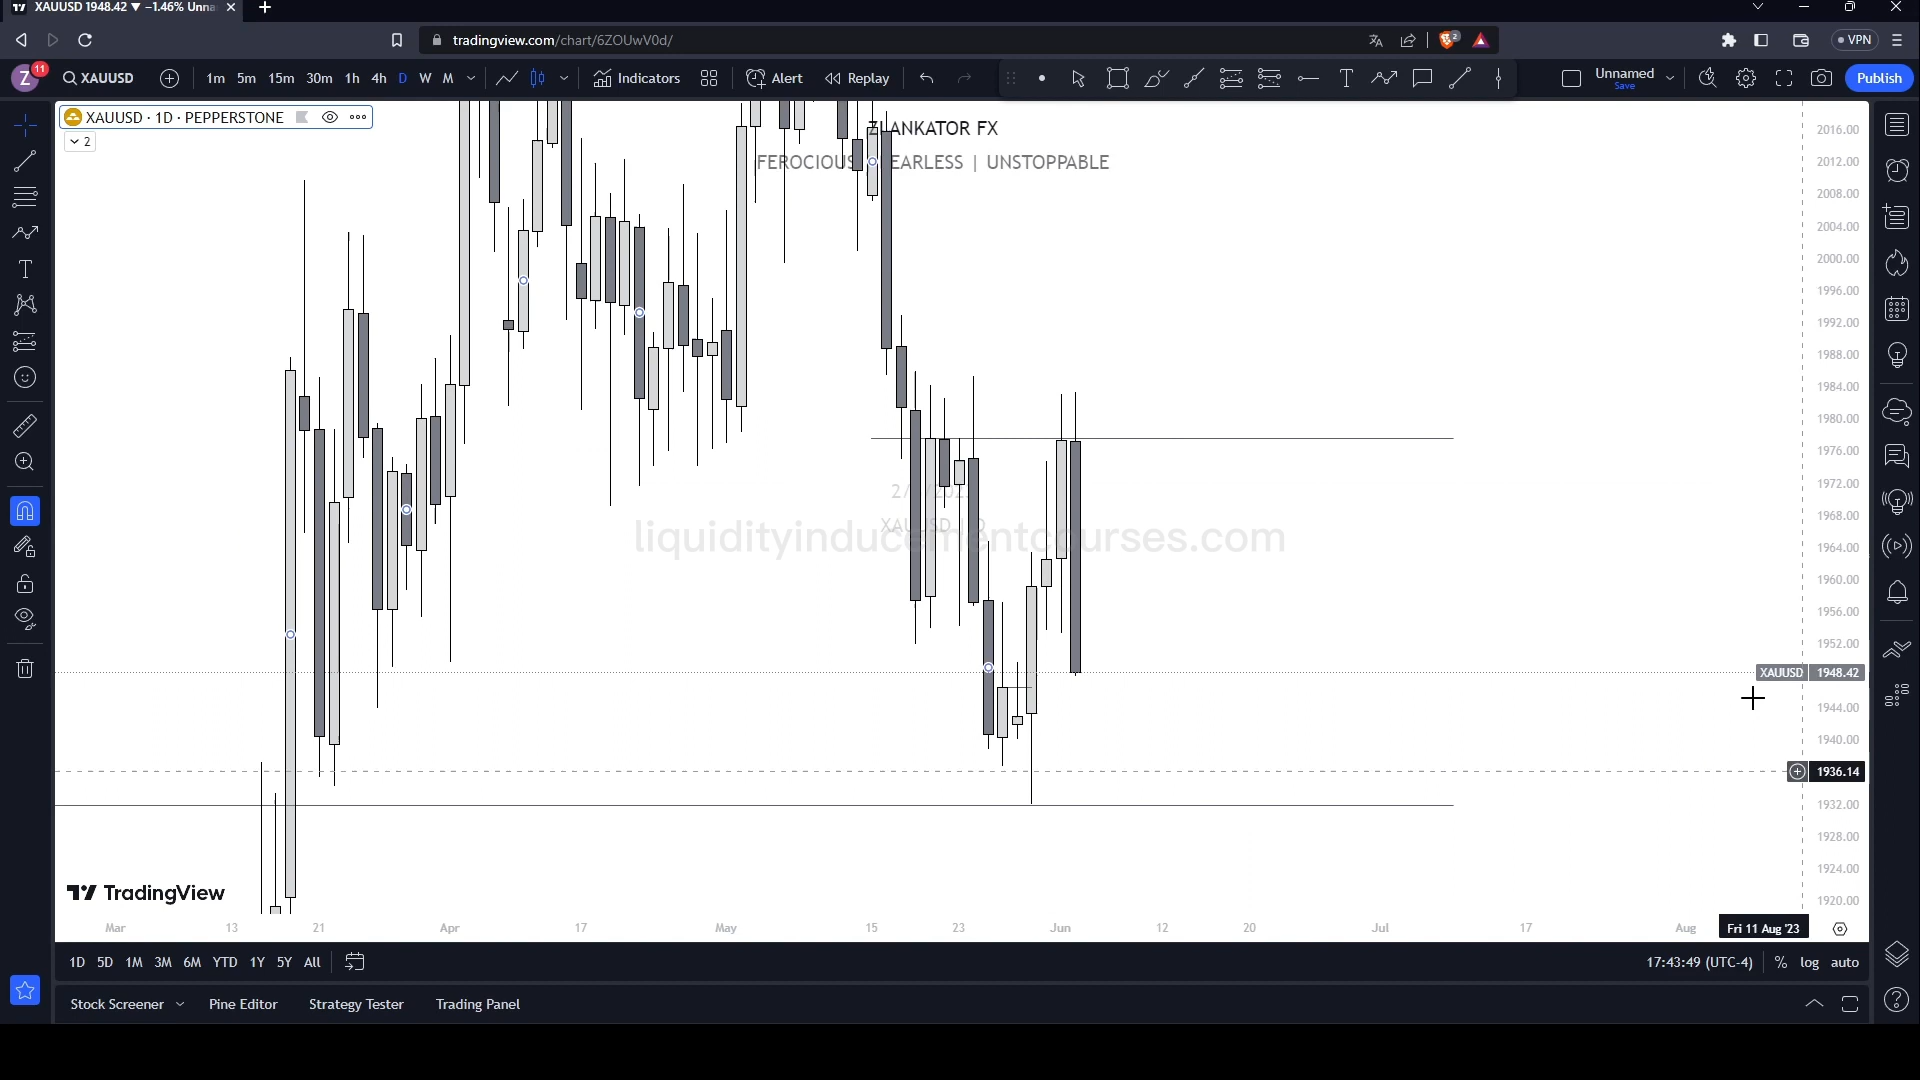 XAUUSD 1948.42 ▼ −1.46% Unna
tradingview.com/chart/6ZOUwV0d/
2
VPN
Z
11
XAUUSD
1m 5m 15m 30m 1h 4h D W M
Indicators
Alert
Replay
T
Unnamed
Save
Publish
XAUUSD · 1D · PEPPERSTONE
2
ZLANKATOR FX
FEROCIOUS EARLESS | UNSTOPPABLE
liquidityinducementcourses.com
2016.00
2012.00
2008.00
2004.00
2000.00
1996.00
1992.00
1988.00
1984.00
1980.00
1976.00
1972.00
1968.00
1964.00
1960.00
1956.00
1952.00
XAUUSD 1948.42
1944.00
1940.00
1936.14
1932.00
1928.00
1924.00
1920.00
TradingView
Mar 13 21 Apr 17 May 15 23 Jun 12 20 Jul 17 Aug Fri 11 Aug '23
1D 5D 1M 3M 6M YTD 1Y 5Y All
17:43:49 (UTC-4) % log auto
Stock Screener Pine Editor Strategy Tester Trading Panel